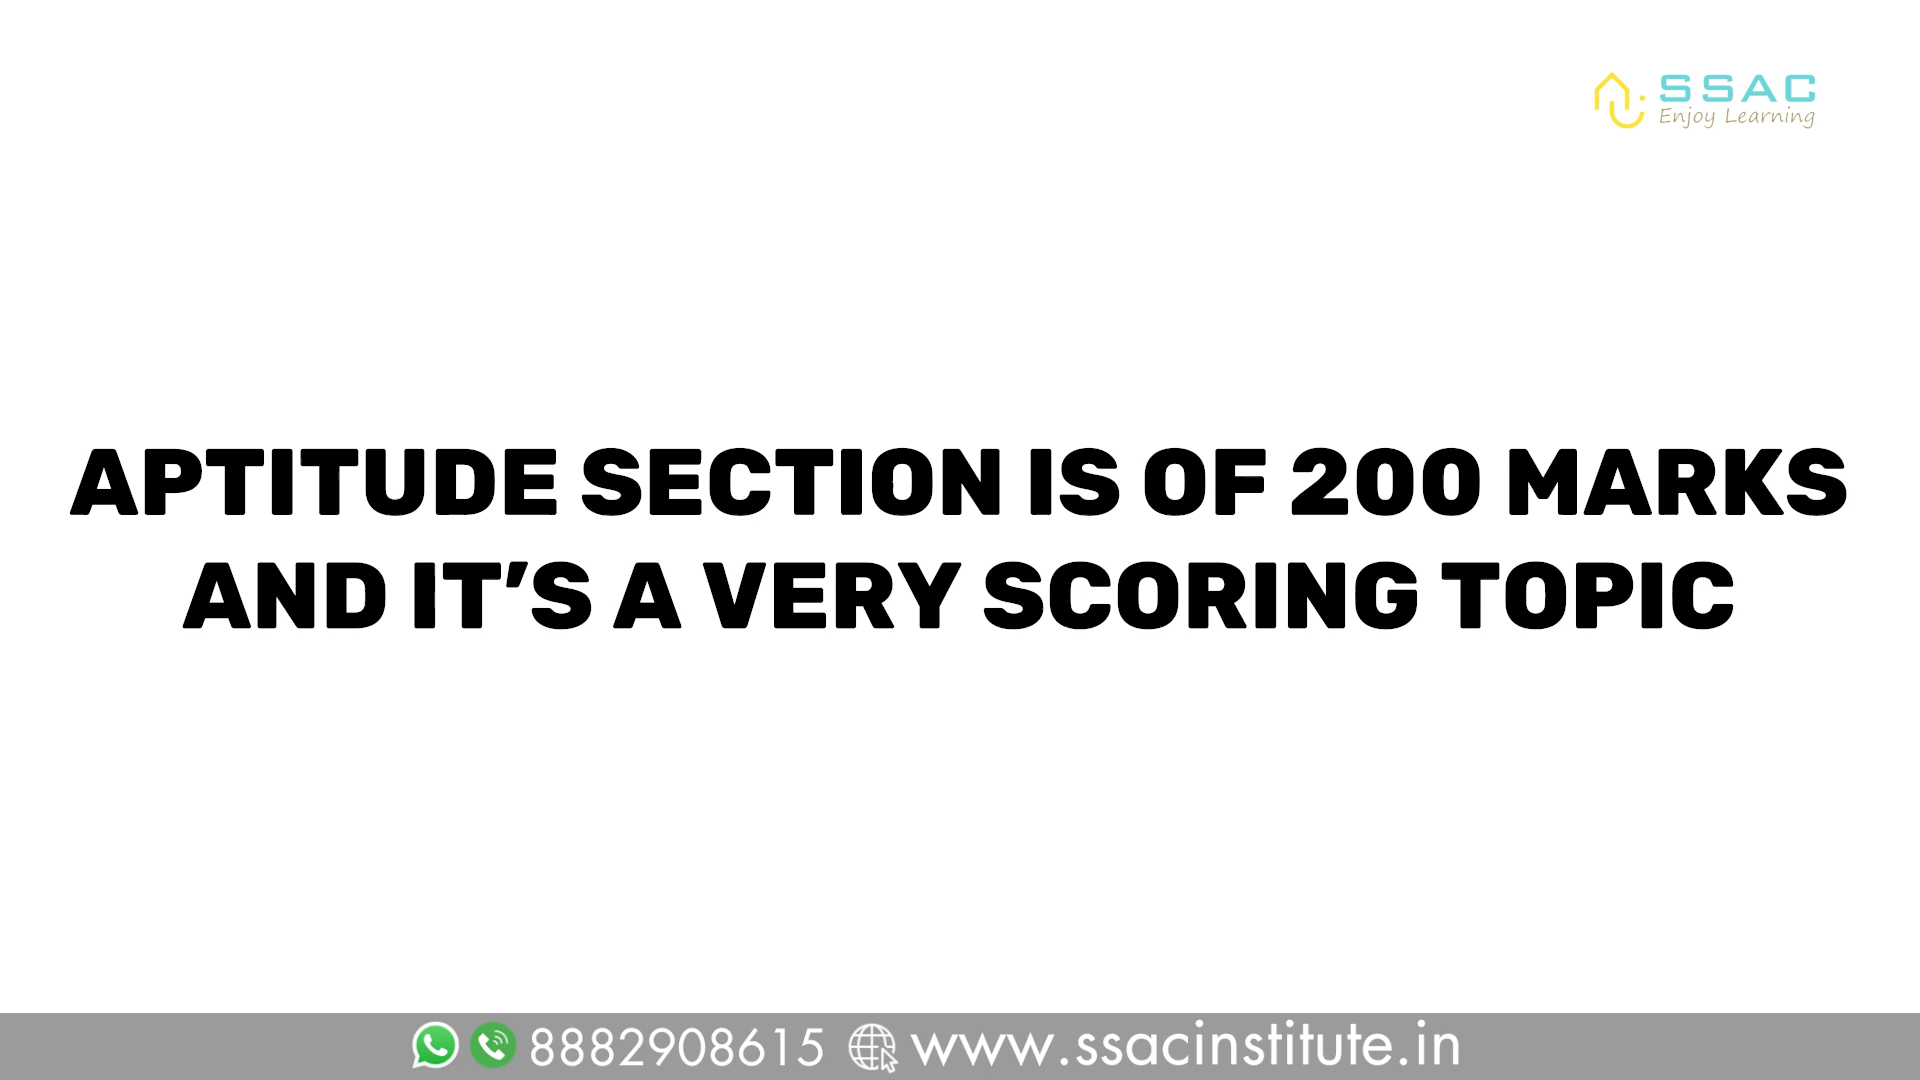 SSAC
Enjoy Learning
APTITUDE SECTION IS OF 200 MARKS
AND IT’S A VERY SCORING TOPIC
8882908615 www.ssacinstitute.in